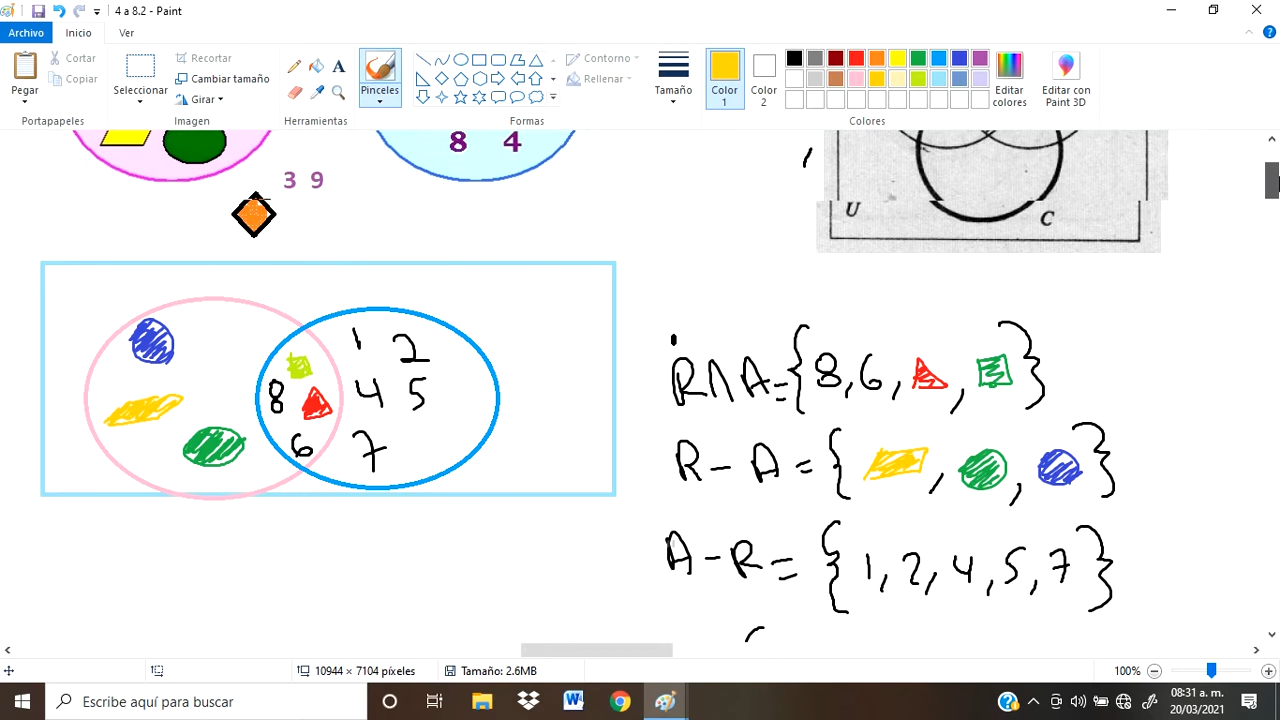 4 a 8.2 - Paint
Archivo Inicio Ver
Pegar
Cortar
Copiar
Portapapeles
Seleccionar
Recortar
Cambiar tamaño
Girar
Imagen
Herramientas
Pinceles
Formas
Contorno
Rellenar
Tamaño
Color 1
Color 2
Editar colores
Editar con Paint 3D
Colores
8 4
3 9
U C
1 2
8 4 5
6 7
R∩A={8,6, , }
R - A = { , , }
A - R = {1,2,4,5,7}
10944 × 7104 píxeles
Tamaño: 2.6MB
100%
Escribe aquí para buscar
08:31 a. m.
20/03/2021